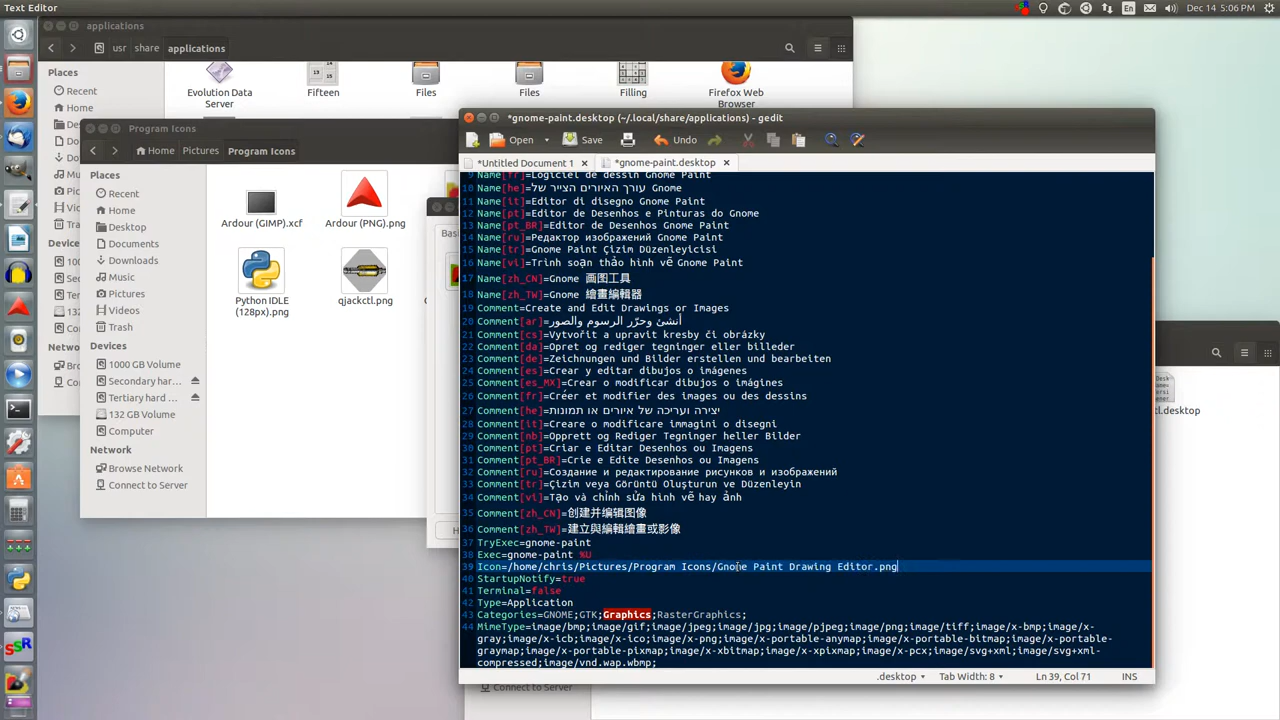 Text Editor
En
Dec 14 5:06 PM
applications
usr
share
applications
Places
Recent
Home
Evolution Data
Server
Fifteen
Files
Files
Filling
Firefox Web
Browser
Program Icons
Home
Pictures
Program Icons
Places
Recent
Home
Desktop
Documents
Downloads
Music
Pictures
Videos
Trash
Devices
1000 GB Volume
Secondary har...
Tertiary hard ...
132 GB Volume
Computer
Network
Browse Network
Connect to Server
Ardour (GIMP).xcf
Ardour (PNG).png
Python IDLE
(128px).png
qjackctl.png
*gnome-paint.desktop (~/.local/share/applications) - gedit
Open
Save
Undo
*Untitled Document 1
*gnome-paint.desktop
9 Name[fr]=Logiciel de dessin Gnome Paint
10 Name[he]=עורך האיורים הצייר של Gnome
11 Name[it]=Editor di disegno Gnome Paint
12 Name[pt]=Editor de Desenhos e Pinturas do Gnome
13 Name[pt_BR]=Editor de Desenhos Gnome Paint
14 Name[ru]=Редактор изображений Gnome Paint
15 Name[tr]=Gnome Paint Çizim Düzenleyicisi
16 Name[vi]=Trình soạn thảo hình vẽ Gnome Paint
17 Name[zh_CN]=Gnome 画图工具
18 Name[zh_TW]=Gnome 繪畫編輯器
19 Comment=Create and Edit Drawings or Images
20 Comment[ar]=أنشئ وحرّر الرسوم والصور
21 Comment[cs]=Vytvořit a upravit kresby či obrázky
22 Comment[da]=Opret og rediger tegninger eller billeder
23 Comment[de]=Zeichnungen und Bilder erstellen und bearbeiten
24 Comment[es]=Crear y editar dibujos o imágenes
25 Comment[es_MX]=Crear o modificar dibujos o imágines
26 Comment[fr]=Créer et modifier des images ou des dessins
27 Comment[he]=יצירה ועריכה של איורים או תמונות
28 Comment[it]=Creare o modificare immagini o disegni
29 Comment[nb]=Opprett og Rediger Tegninger heller Bilder
30 Comment[pt]=Criar e Editar Desenhos ou Imagens
31 Comment[pt_BR]=Crie e Edite Desenhos ou Imagens
32 Comment[ru]=Создание и редактирование рисунков и изображений
33 Comment[tr]=Çizim veya Görüntü Oluşturun ve Düzenleyin
34 Comment[vi]=Tạo và chỉnh sửa hình vẽ hay ảnh
35 Comment[zh_CN]=创建并编辑图像
36 Comment[zh_TW]=建立與編輯繪畫或影像
37 TryExec=gnome-paint
38 Exec=gnome-paint %U
39 Icon=/home/chris/Pictures/Program Icons/Gnome Paint Drawing Editor.png
40 StartupNotify=true
41 Terminal=false
42 Type=Application
43 Categories=GNOME;GTK;Graphics;RasterGraphics;
44 MimeType=image/bmp;image/gif;image/jpeg;image/jpg;image/pjpeg;image/png;image/tiff;image/x-bmp;image/x-
gray;image/x-icb;image/x-ico;image/x-png;image/x-portable-anymap;image/x-portable-bitmap;image/x-portable-
graymap;image/x-portable-pixmap;image/x-xbitmap;image/x-xpixmap;image/x-pcx;image/svg+xml;image/svg+xml-
compressed;image/vnd.wap.wbmp;
.desktop
Tab Width: 8
Ln 39, Col 71
INS
Connect to Server